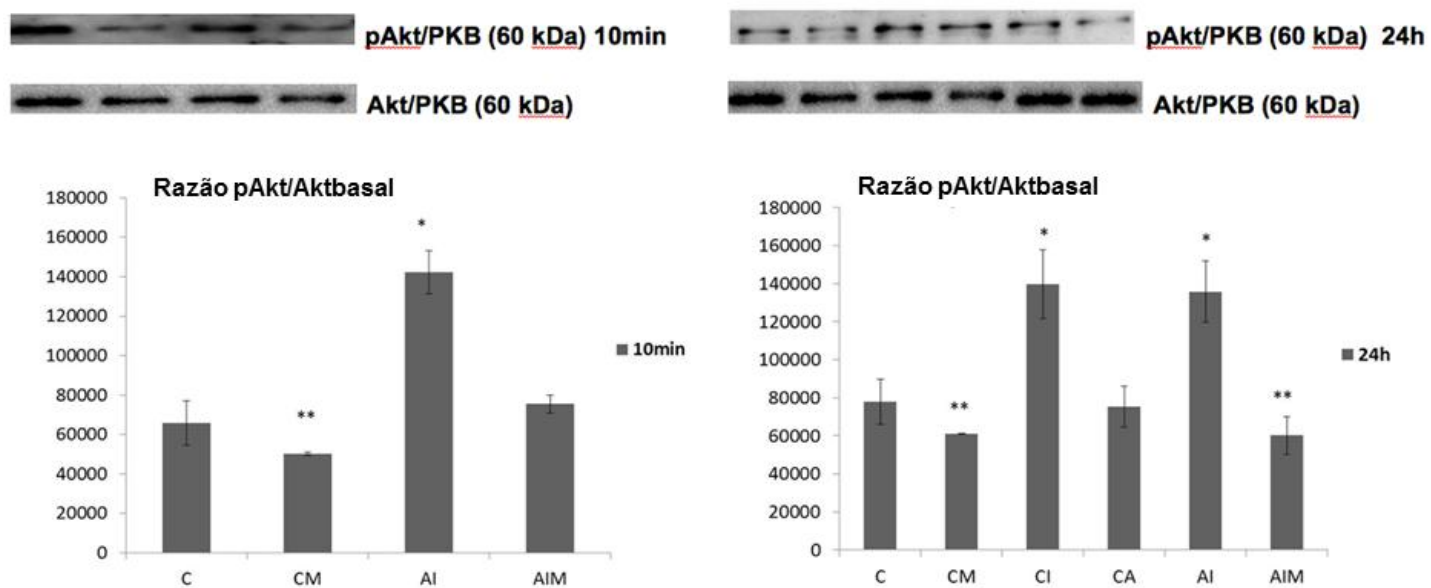 pAkt/PKB (60 kDa) 10min
Akt/PKB (60 kDa)
Razão pAkt/Aktbasal
180000
160000
140000
120000
100000
80000
60000
40000
20000
0
*
**
C CM AI AIM
10min
pAkt/PKB (60 kDa) 24h
Akt/PKB (60 kDa)
Razão pAkt/Aktbasal
180000
160000
140000
120000
100000
80000
60000
40000
20000
0
* *
** **
C CM CI CA AI AIM
24h